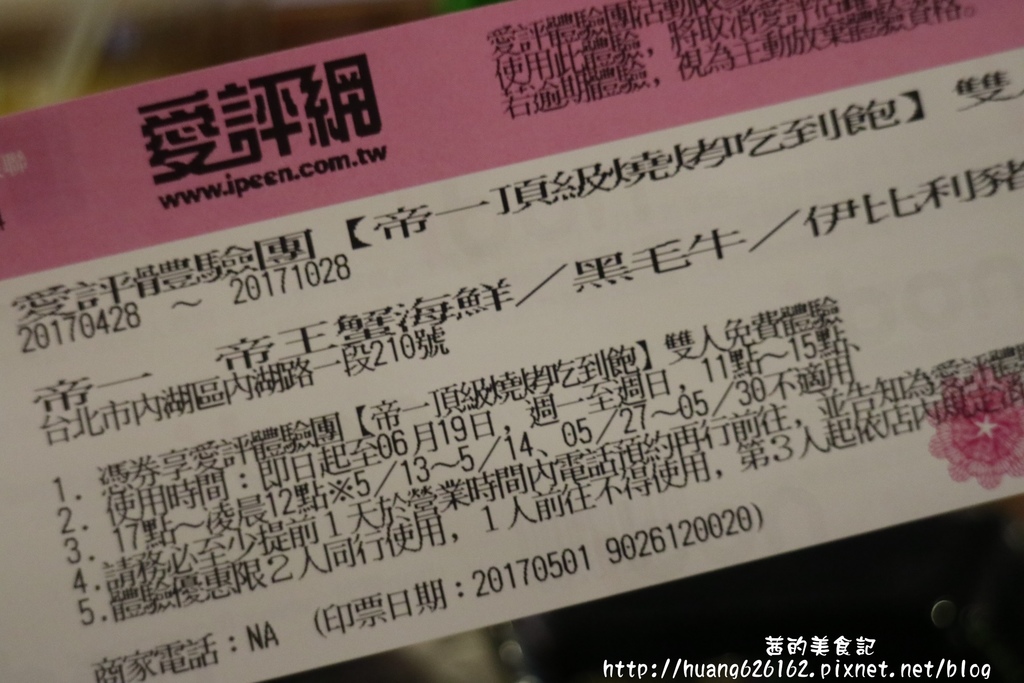 愛評體驗團活動限
使用此體驗，將取消愛評活動
若逾期體驗，視為主動放棄體驗資格。
聯
愛評網
www.ipeen.com.tw
愛評體驗團【帝一頂級燒烤吃到飽】雙
20170428 ～ 20171028
帝一 帝王蟹海鮮／黑毛牛／伊比利豬
台北市內湖區內湖路一段210號
1. 憑券享愛評體驗團【帝一頂級燒烤吃到飽】雙人免費體驗
2. 使用時間：即日起至06月19日，週一至週日，11點～15點、
17點～凌晨12點※5/13～5/14、05/27～05/30不適用
3. 請務必至少提前1天於營業時間內電話預約再行前往，並告知為愛評體驗
4. 體驗優惠限2人同行使用，1人前往不得使用，第3人起依店內規定
5.
商家電話：NA (印票日期：20170501 9026120020)
茜的美食記
http://huang626162.pixnet.net/blog